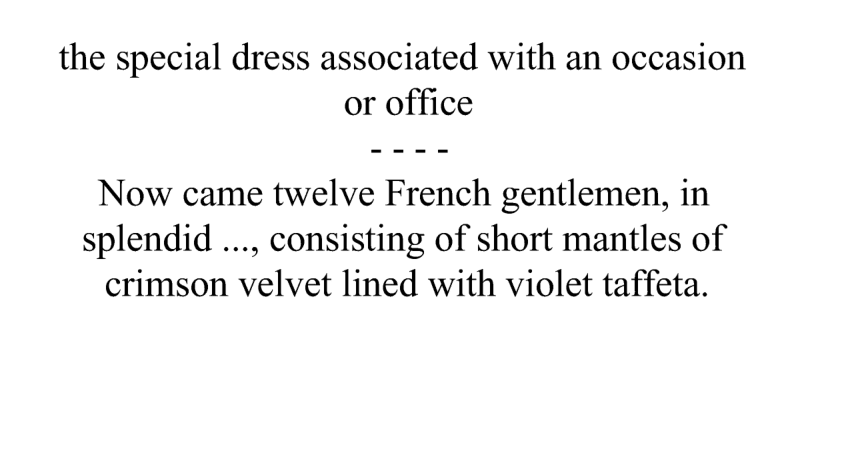 the special dress associated with an occasion
or office
- - - -
Now came twelve French gentlemen, in
splendid ..., consisting of short mantles of
crimson velvet lined with violet taffeta.